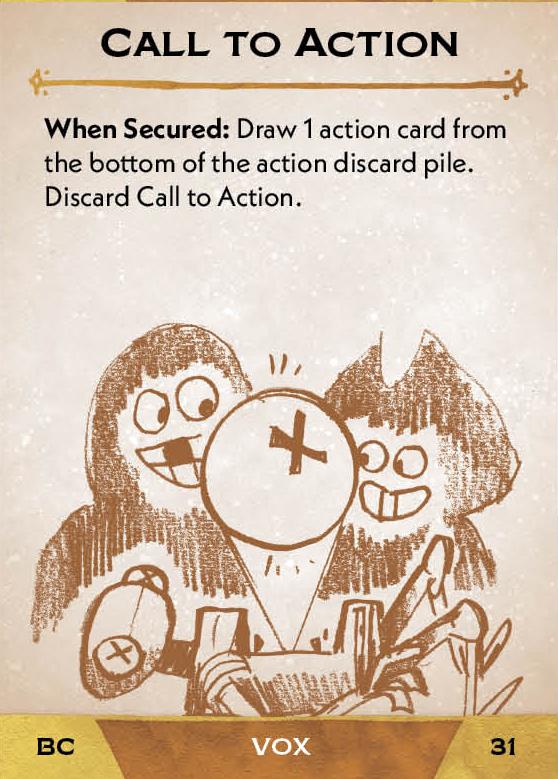 CALL TO ACTION
When Secured: Draw 1 action card from
the bottom of the action discard pile.
Discard Call to Action.
BC
VOX
31